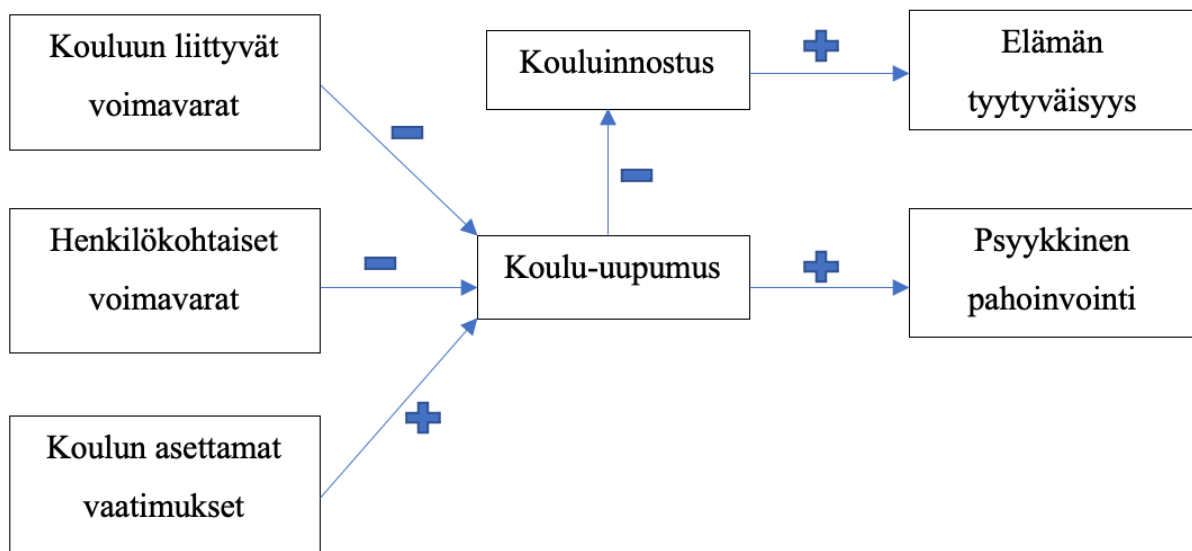 Kouluun liittyvät
voimavarat
Kouluinnostus
Elämän
tyytyväisyys
Henkilökohtaiset
voimavarat
Koulu-uupumus
Psyykkinen
pahoinvointi
Koulun asettamat
vaatimukset